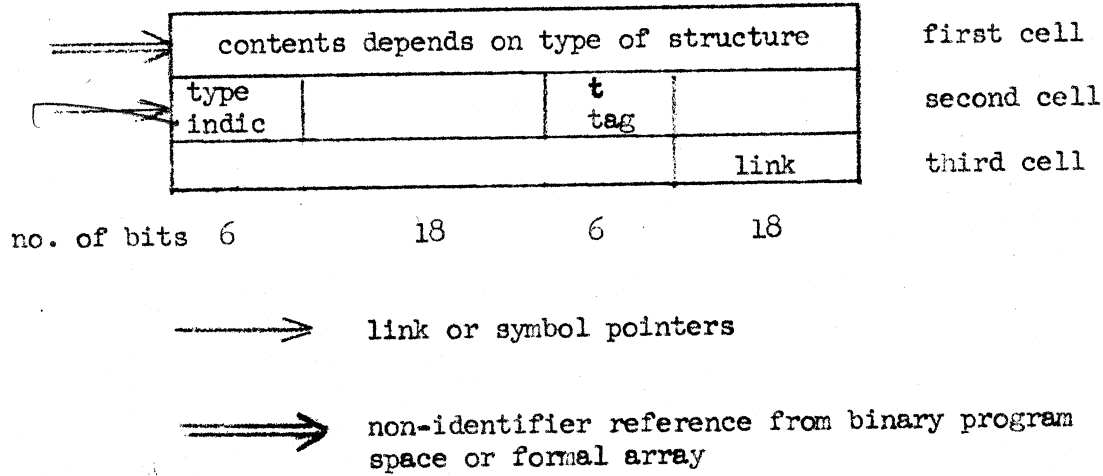 contents depends on type of structure first cell
type t second cell
indic tag
link third cell
no. of bits 6 18 6 18
link or symbol pointers
non-identifier reference from binary program
space or formal array